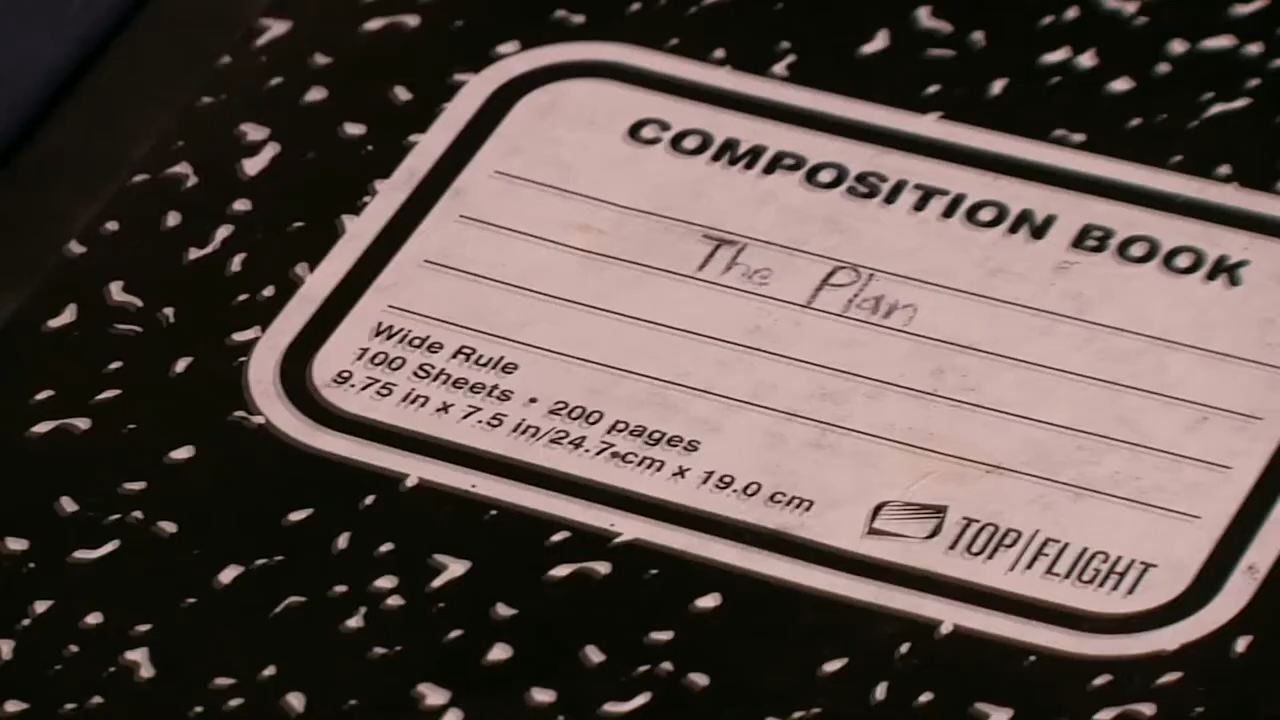 COMPOSITION BOOK
The Plan
Wide Rule
100 Sheets • 200 pages
9.75 in x 7.5 in/24.7 cm x 19.0 cm
TOP|FLIGHT